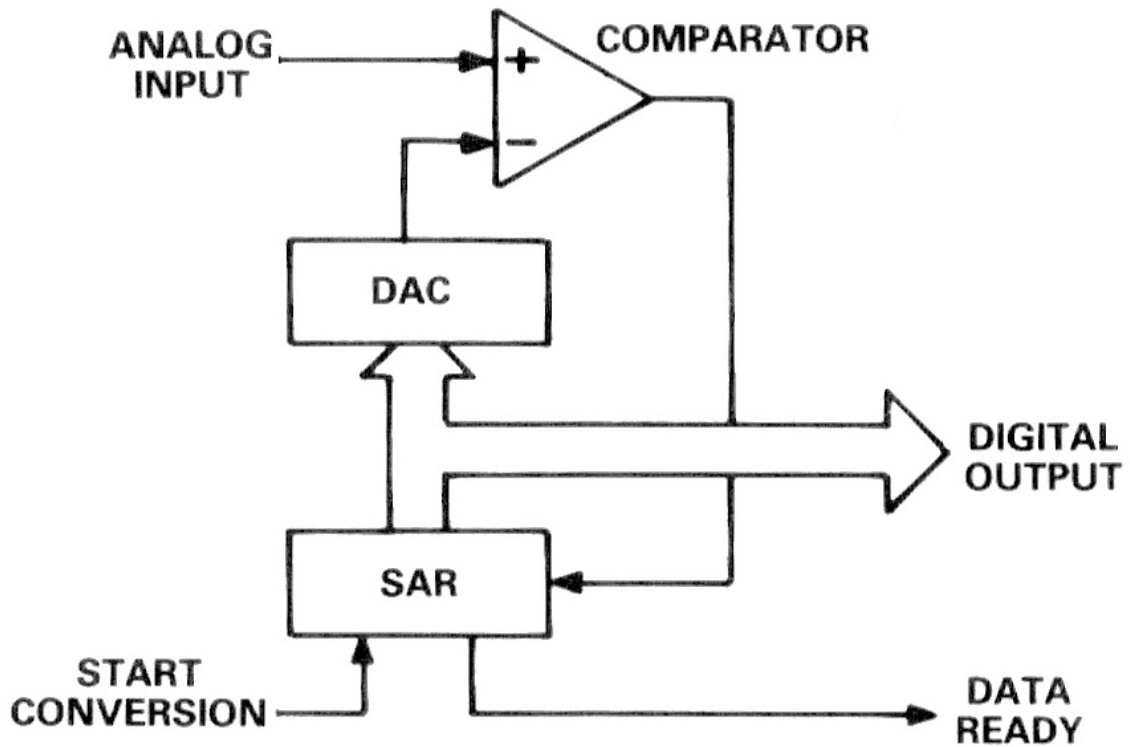 ANALOG
INPUT
COMPARATOR
+
−
DAC
DIGITAL
OUTPUT
SAR
START
CONVERSION
DATA
READY